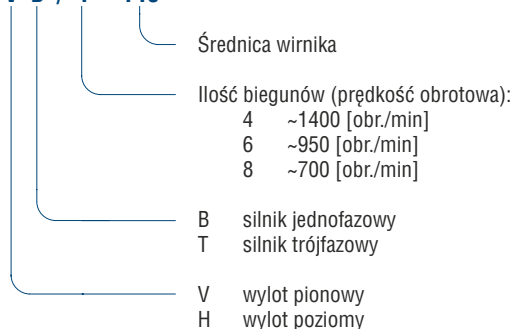 Średnica wirnika
Ilość biegunów (prędkość obrotowa):
4 ~1400 [obr./min]
6 ~950 [obr./min]
8 ~700 [obr./min]
B silnik jednofazowy
T silnik trójfazowy
V wylot pionowy
H wylot poziomy